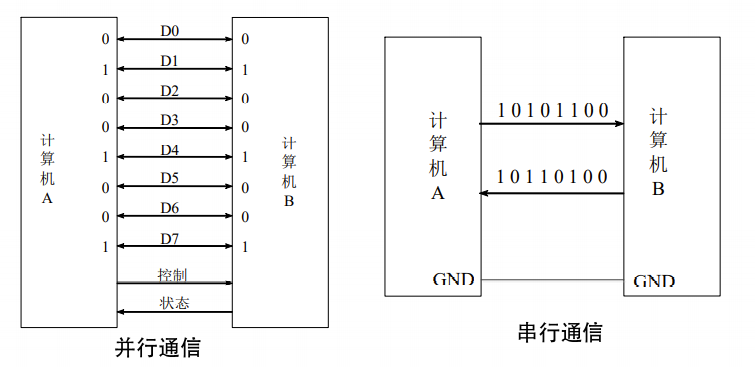 D0
0 0
D1
1 1
D2
0 0
D3
0 0
D4
1 1
D5
0 0
D6
0 0
D7
1 1
计算机A
计算机B
控制
状态
并行通信
计算机A
计算机B
10101100
10110100
GND GND
串行通信